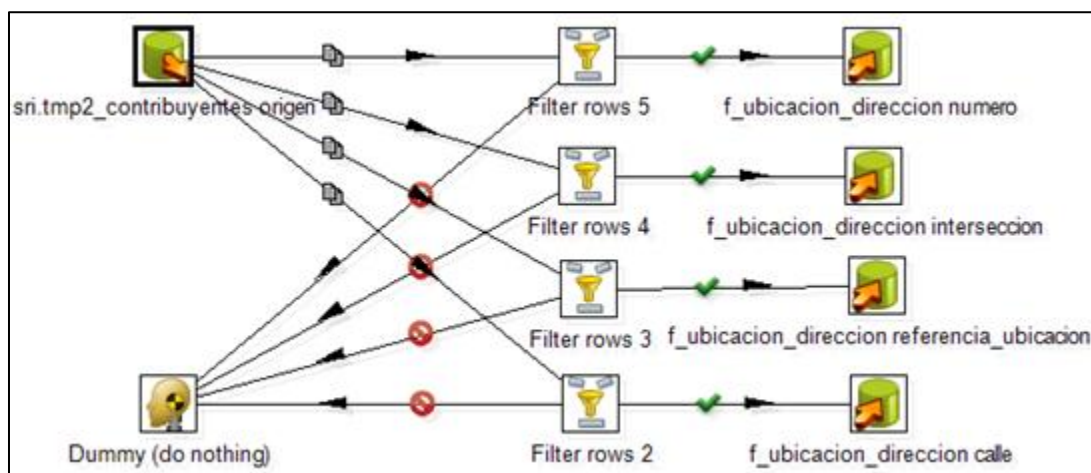 sri.tmp2_contribuyentes origen
Filter rows 5
f_ubicacion_direccion numero
Filter rows 4
f_ubicacion_direccion interseccion
Filter rows 3
f_ubicacion_direccion referencia_ubicacion
Dummy (do nothing)
Filter rows 2
f_ubicacion_direccion calle